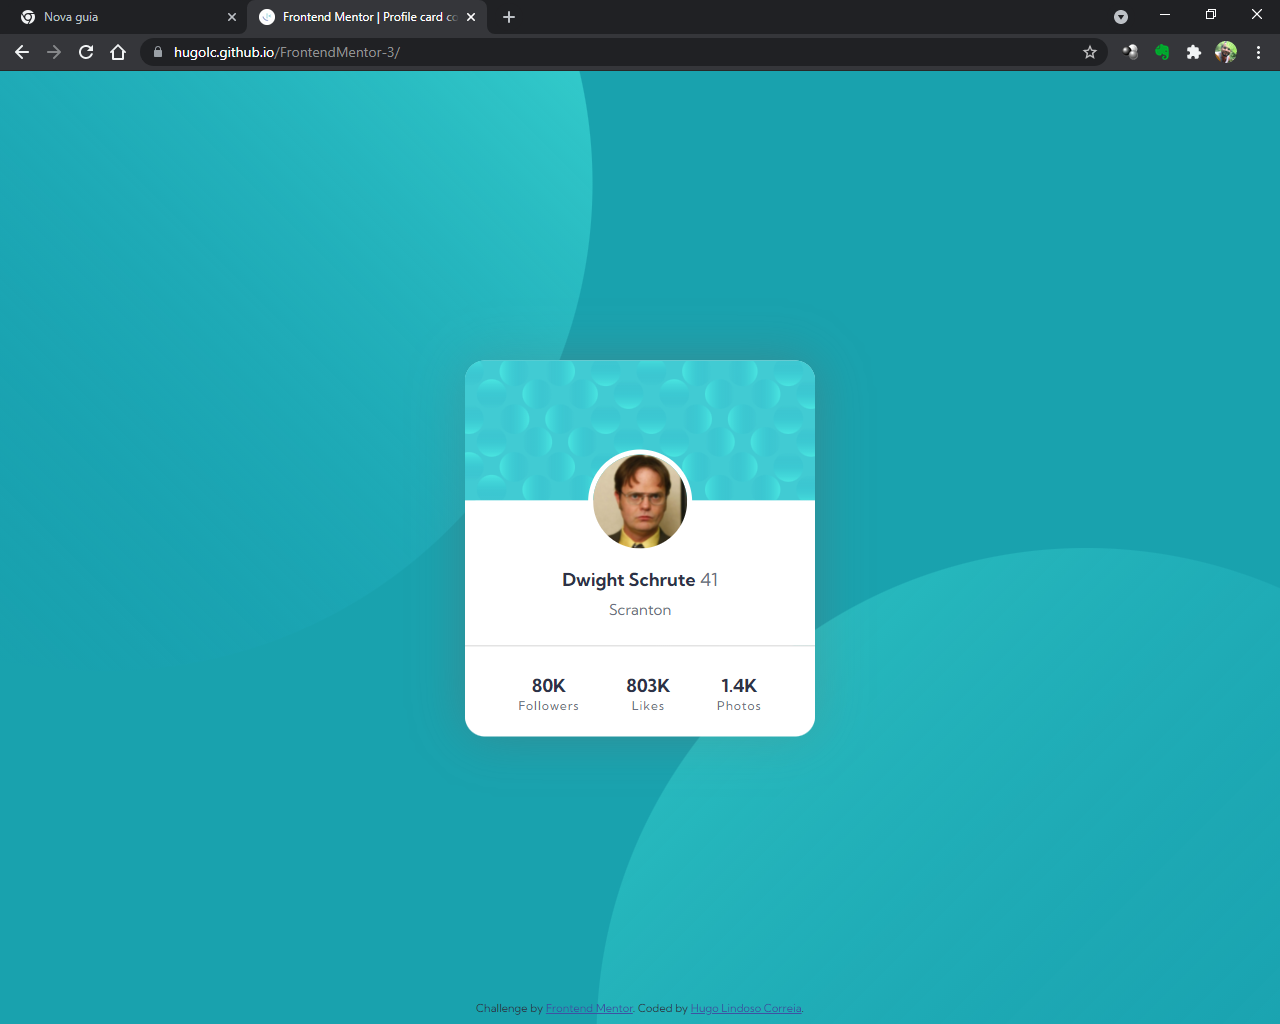 Nova guia
Frontend Mentor | Profile card co
hugolc.github.io/FrontendMentor-3/
Dwight Schrute 41
Scranton
80K 803K 1.4K
Followers Likes Photos
Challenge by Frontend Mentor. Coded by Hugo Lindoso Correia.